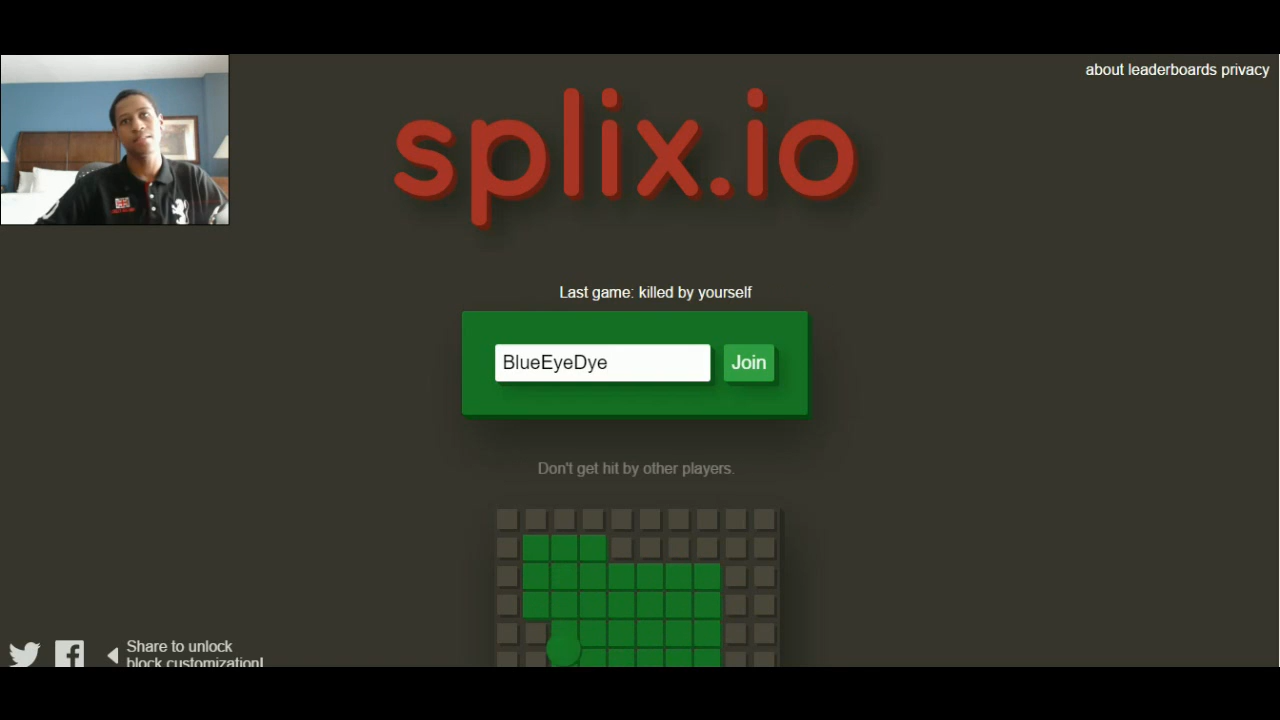 about leaderboards privacy
splix.io
Last game: killed by yourself
BlueEyeDye
Join
Don't get hit by other players.
Share to unlock
block customization!